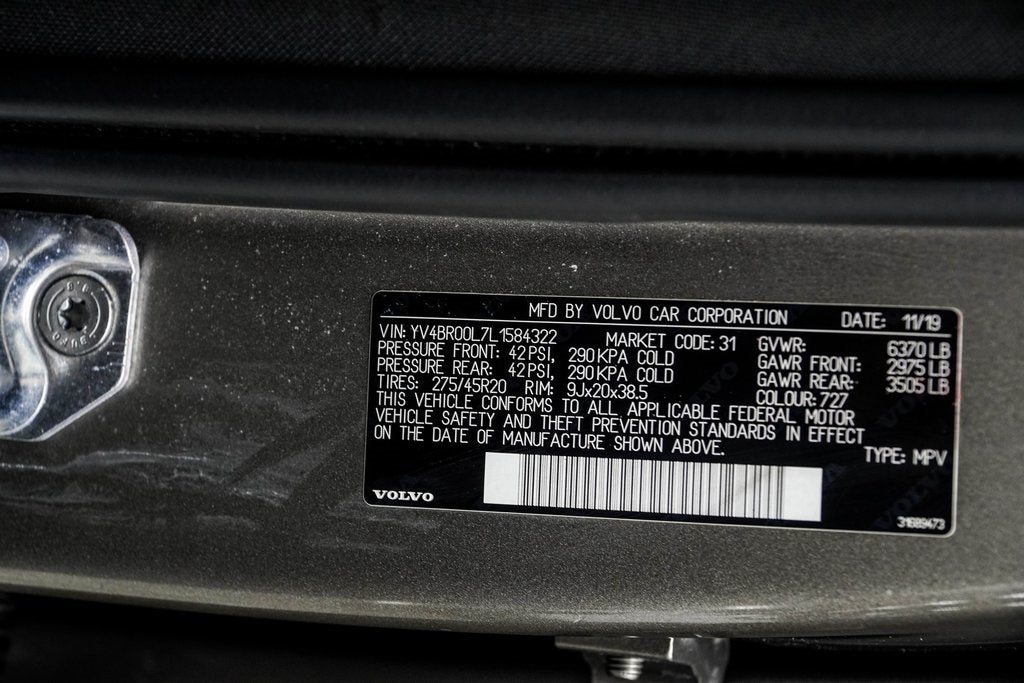 MFD BY VOLVO CAR CORPORATION DATE: 11/19
VIN: YV4BR00L7L1584322 MARKET CODE: 31 GVWR: 6370 LB
PRESSURE FRONT: 42 PSI, 290 KPA COLD GAWR FRONT: 2975 LB
PRESSURE REAR: 42 PSI, 290 KPA COLD GAWR REAR: 3505 LB
TIRES: 275/45R20 RIM: 9Jx20x38.5 COLOUR: 727
THIS VEHICLE CONFORMS TO ALL APPLICABLE FEDERAL MOTOR
VEHICLE SAFETY AND THEFT PREVENTION STANDARDS IN EFFECT
ON THE DATE OF MANUFACTURE SHOWN ABOVE. TYPE: MPV
VOLVO
31689473